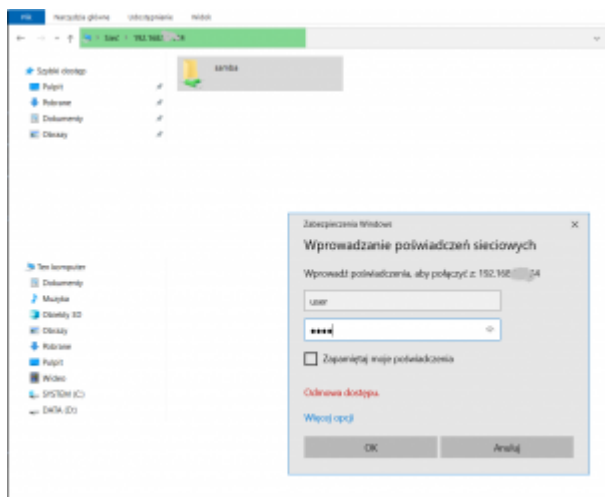 Plik Narzędzia główne Udostępnianie Widok
Sieć 192.168
Szybki dostęp
Pulpit
Pobrane
Dokumenty
Obrazy
samba
Ten komputer
Dokumenty
Muzyka
Obiekty 3D
Obrazy
Pobrane
Pulpit
Wideo
SYSTEM (C:)
DATA (D:)
Zabezpieczenia Windows
Wprowadzanie poświadczeń sieciowych
Wprowadź poświadczenia, aby połączyć z: 192.168
user
Zapamiętaj moje poświadczenia
Odmowa dostępu.
Więcej opcji
OK Anuluj